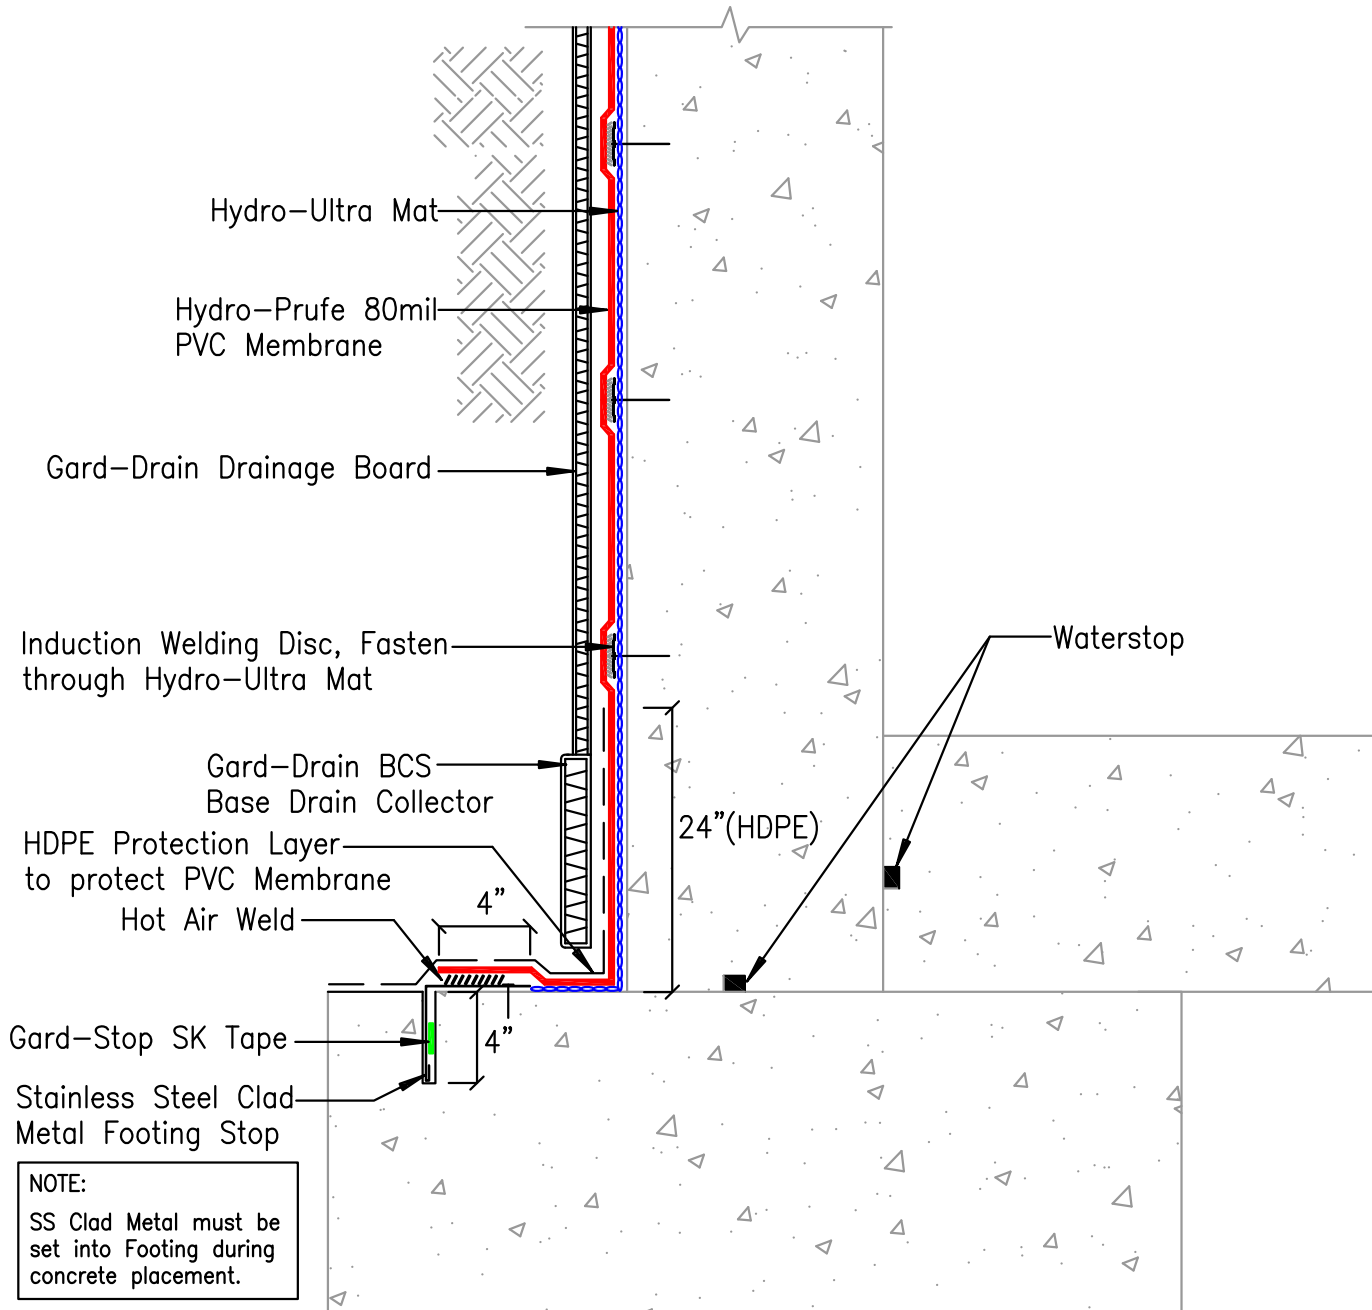 Hydro-Ultra Mat
Hydro-Prufe 80mil
PVC Membrane
Gard-Drain Drainage Board
Induction Welding Disc, Fasten
through Hydro-Ultra Mat
Waterstop
Gard-Drain BCS
Base Drain Collector
24"(HDPE)
HDPE Protection Layer
to protect PVC Membrane
4"
Hot Air Weld
Gard-Stop SK Tape
4"
Stainless Steel Clad
Metal Footing Stop
NOTE:
SS Clad Metal must be
set into Footing during
concrete placement.